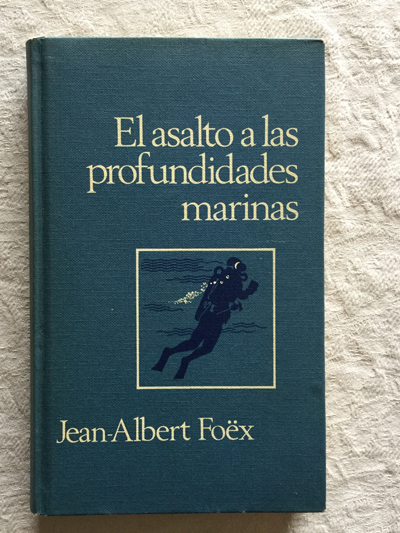 El asalto a las
profundidades
marinas
Jean-Albert Foëx